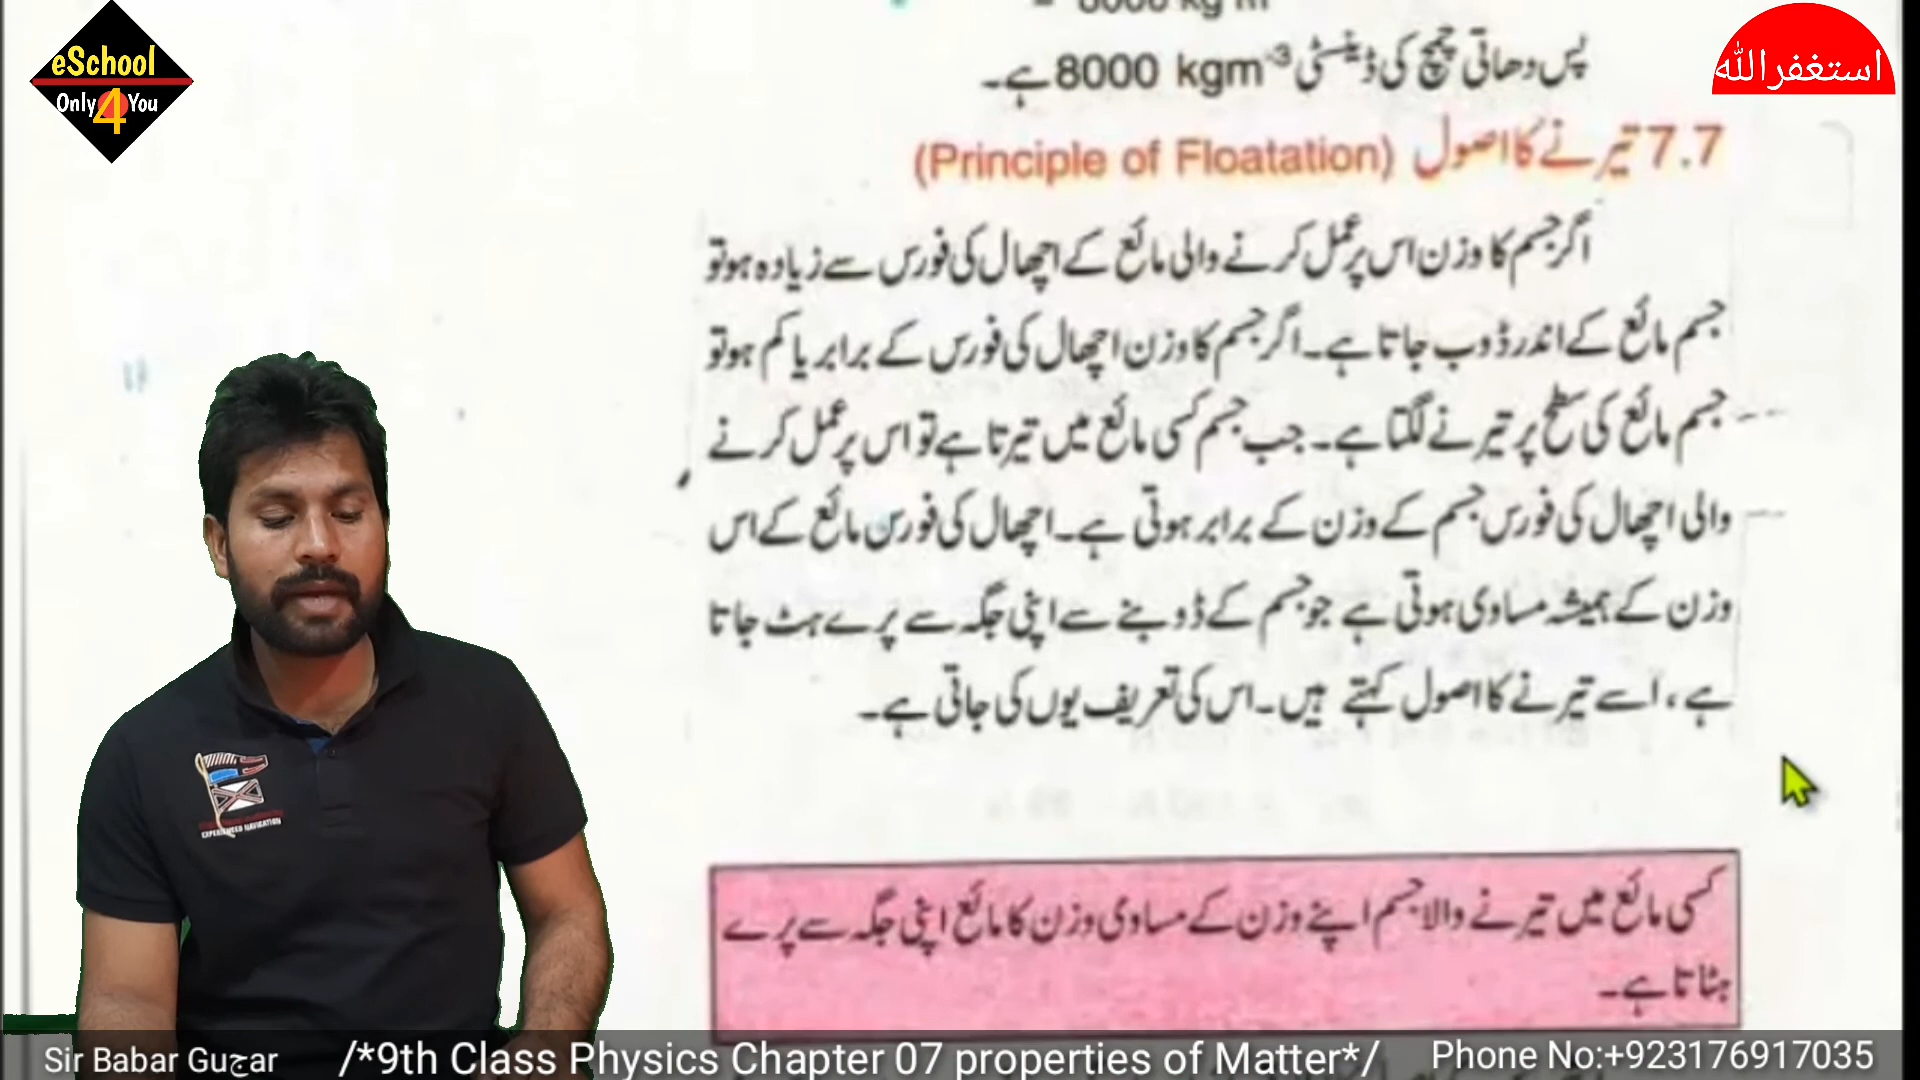 eSchool
Only 4 You
استغفرالله
پس دھاتی چمچ کی ڈینسٹی 8000 kgm⁻³ ہے۔
7.7 تیرنے کا اصول (Principle of Floatation)
اگر جسم کا وزن اس پر عمل کرنے والی مائع کے اچھال کی فورس سے زیادہ ہو تو
جسم مائع کے اندر ڈوب جاتا ہے۔ اگر جسم کا وزن اچھال کی فورس کے برابر یا کم ہو تو
جسم مائع کی سطح پر تیرنے لگتا ہے۔ جب جسم کسی مائع میں تیرتا ہے تو اس پر عمل کرنے
والی اچھال کی فورس جسم کے وزن کے برابر ہوتی ہے۔ اچھال کی فورس مائع کے اس
وزن کے ہمیشہ مساوی ہوتی ہے جو جسم کے ڈوبنے سے اپنی جگہ سے پرے ہٹ جاتا
ہے، اسے تیرنے کا اصول کہتے ہیں۔ اس کی تعریف یوں کی جاتی ہے۔
کسی مائع میں تیرنے والا جسم اپنے وزن کے مساوی وزن کا مائع اپنی جگہ سے پرے
ہٹاتا ہے۔
EXPERIENCED NAVIGATION
Sir Babar Guجar
/*9th Class Physics Chapter 07 properties of Matter*/
Phone No:+923176917035